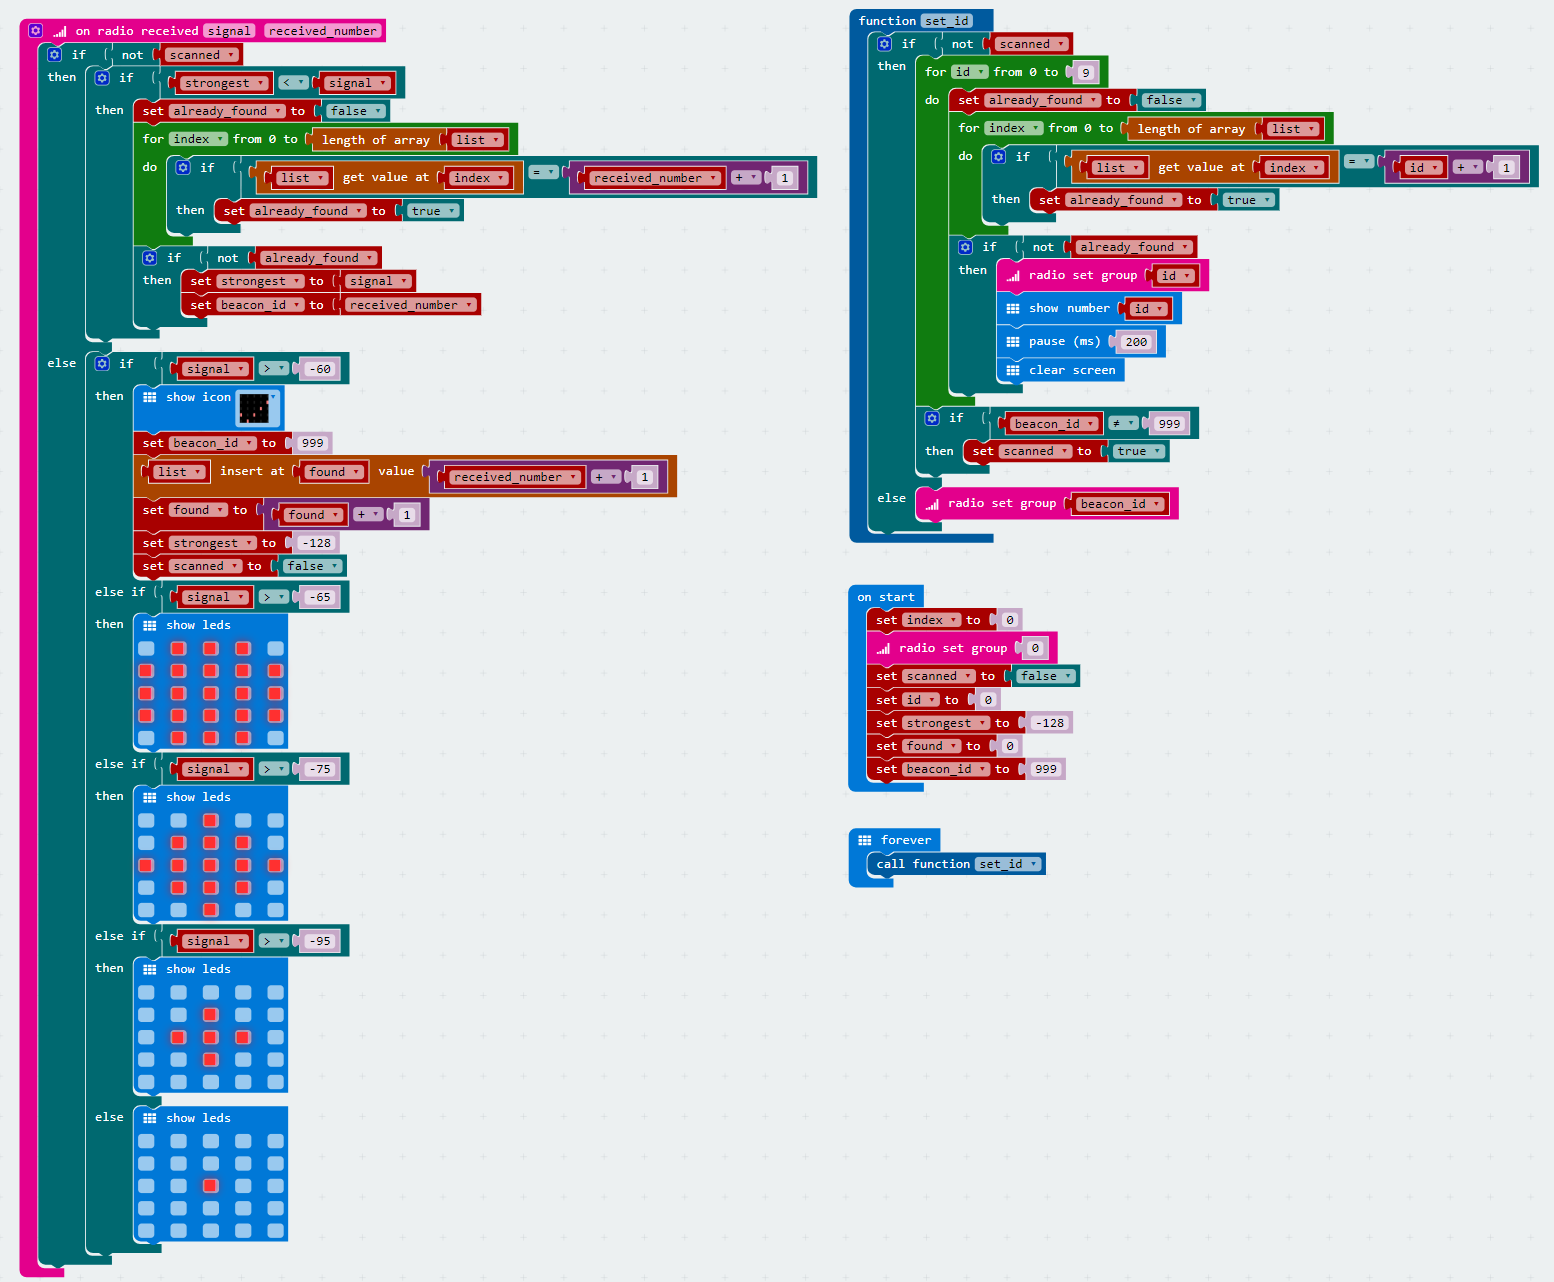 on radio received signal received_number
if not scanned
then if strongest < signal
then set already_found to false
for index from 0 to length of array list
do if list get value at index = received_number + 1
then set already_found to true
if not already_found
then set strongest to signal
set beacon_id to received_number
else if signal > -60
then show icon
set beacon_id to 999
list insert at found value received_number + 1
set found to found + 1
set strongest to -128
set scanned to false
else if signal > -65
then show leds
else if signal > -75
then show leds
else if signal > -95
then show leds
else show leds
function set_id
if not scanned
then for id from 0 to 9
do set already_found to false
for index from 0 to length of array list
do if list get value at index = id + 1
then set already_found to true
if not already_found
then radio set group id
show number id
pause (ms) 200
clear screen
if beacon_id ≠ 999
then set scanned to true
else radio set group beacon_id
on start
set index to 0
radio set group 0
set scanned to false
set id to 0
set strongest to -128
set found to 0
set beacon_id to 999
forever
call function set_id